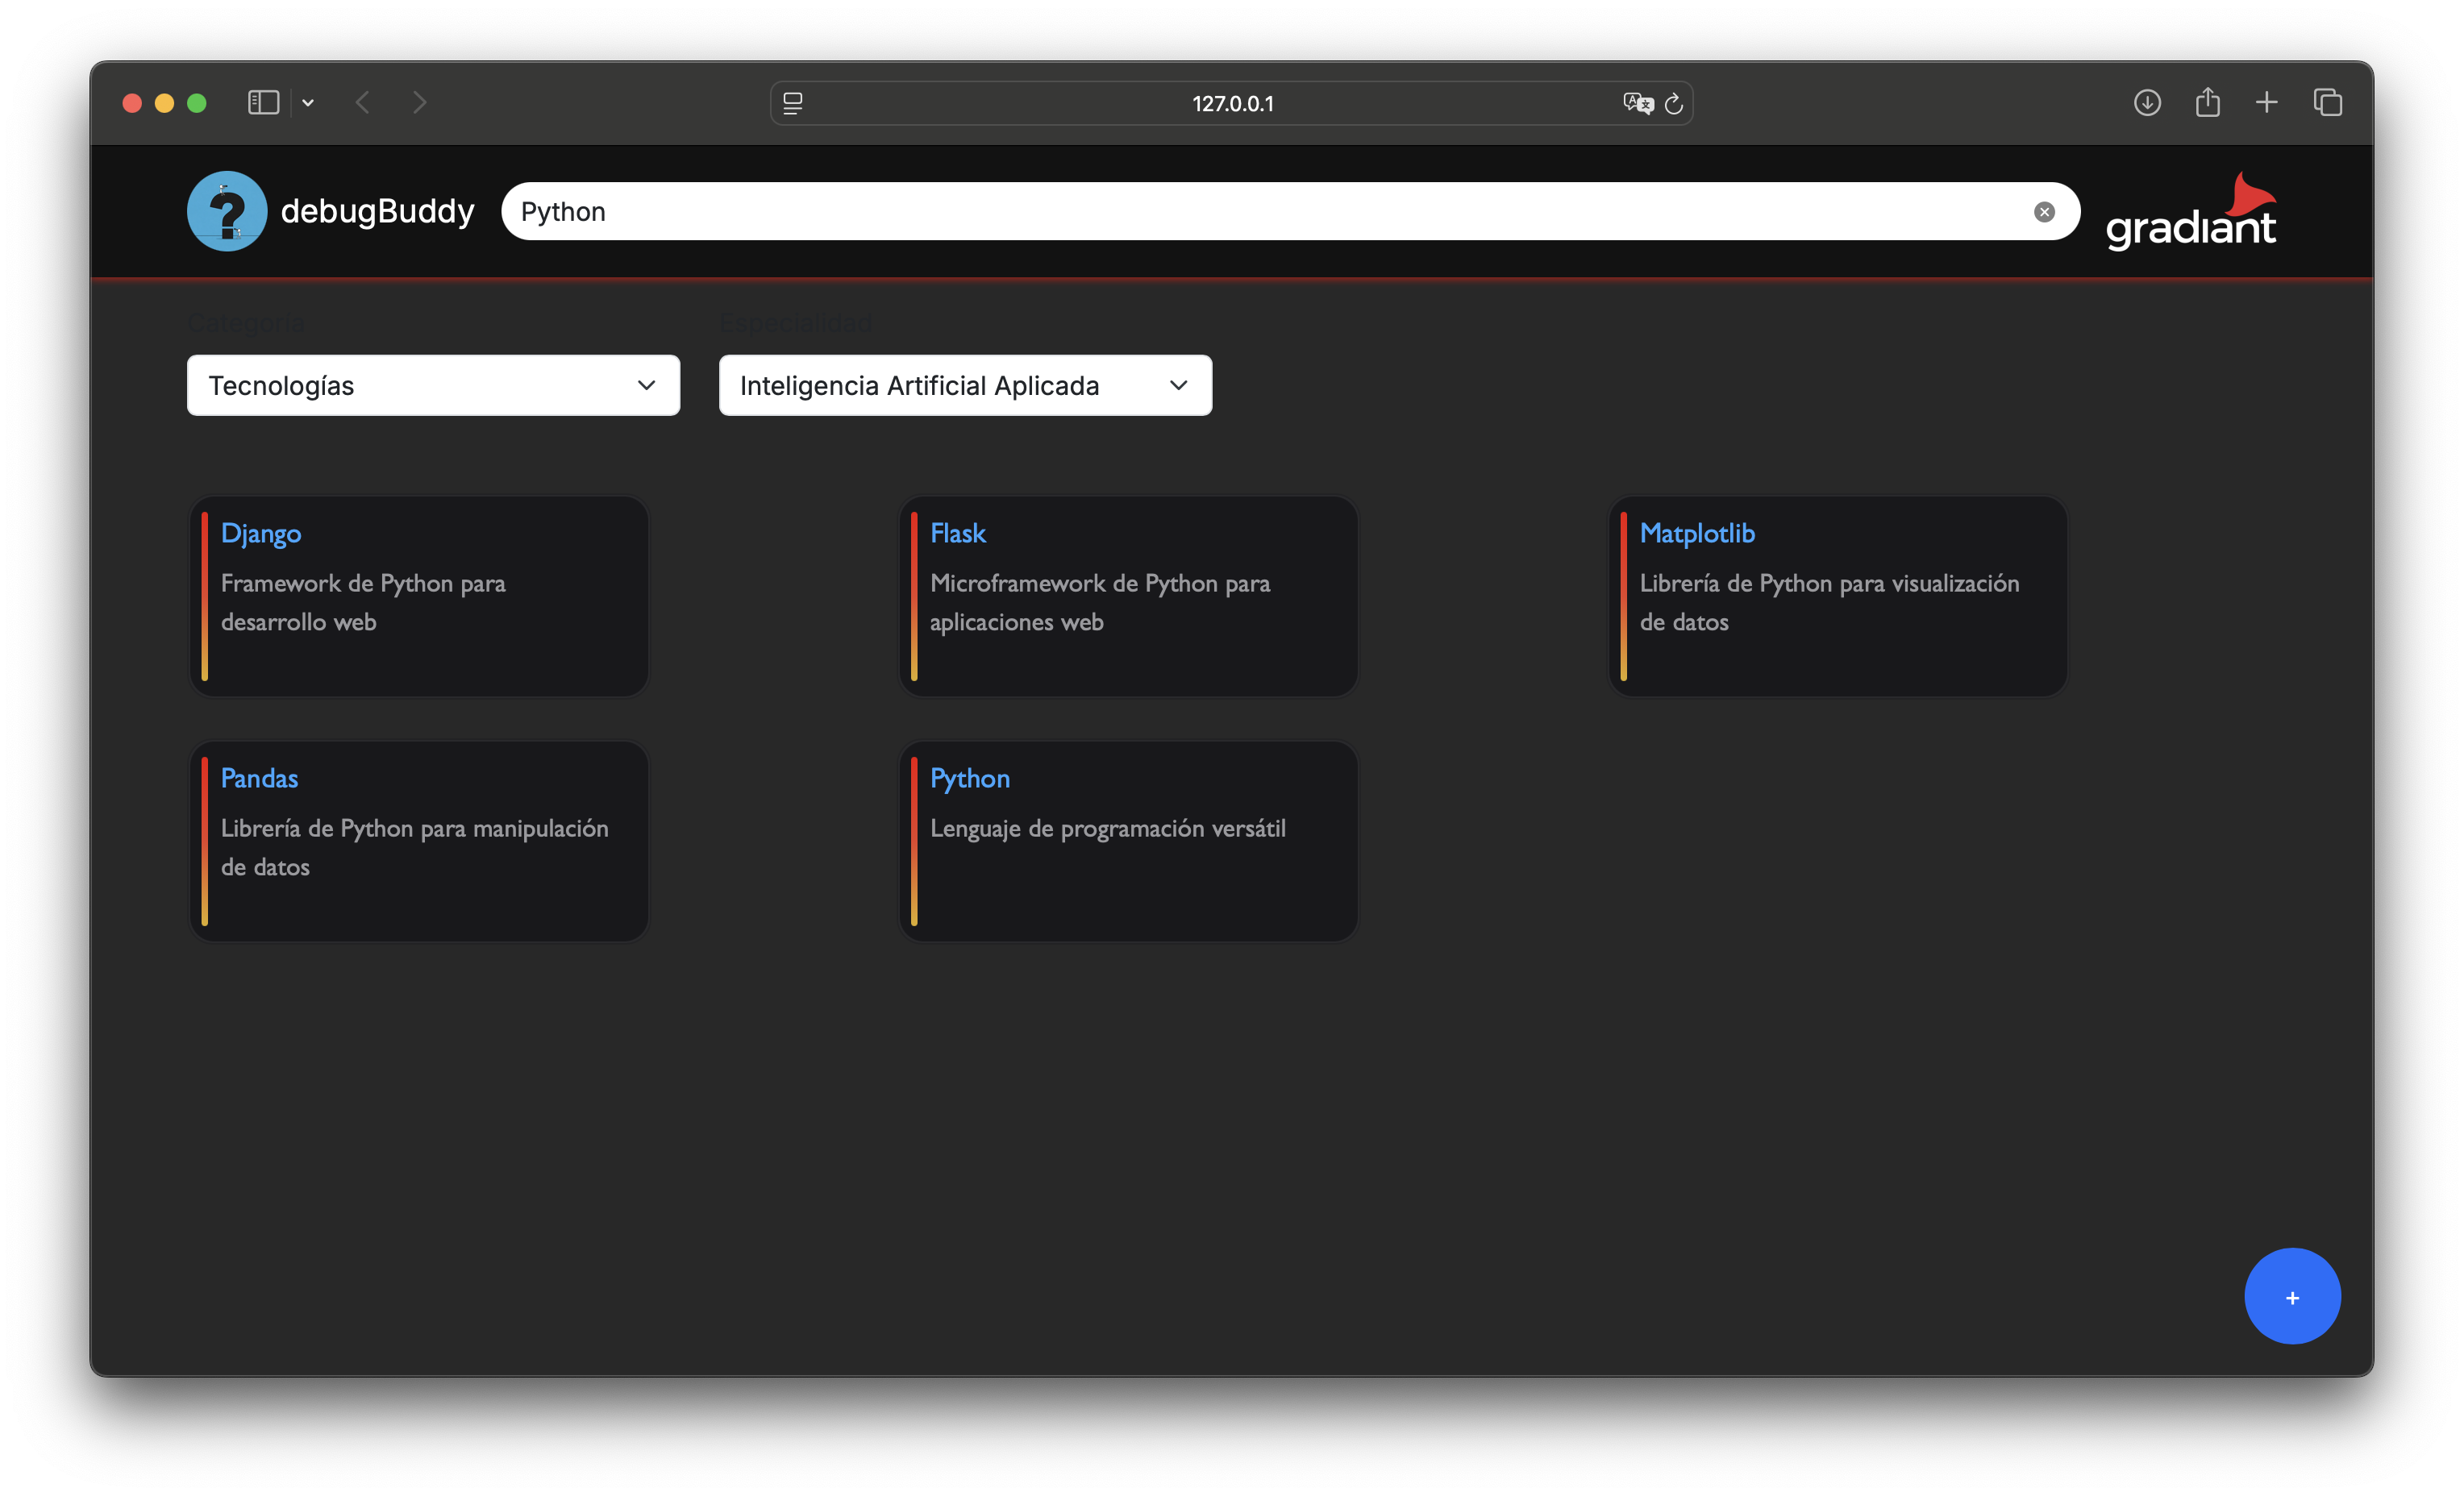 127.0.0.1
debugBuddy
Python
gradiant
Categoría
Especialidad
Tecnologías
Inteligencia Artificial Aplicada
Django
Framework de Python para
desarrollo web
Flask
Microframework de Python para
aplicaciones web
Matplotlib
Librería de Python para visualización
de datos
Pandas
Librería de Python para manipulación
de datos
Python
Lenguaje de programación versátil
+